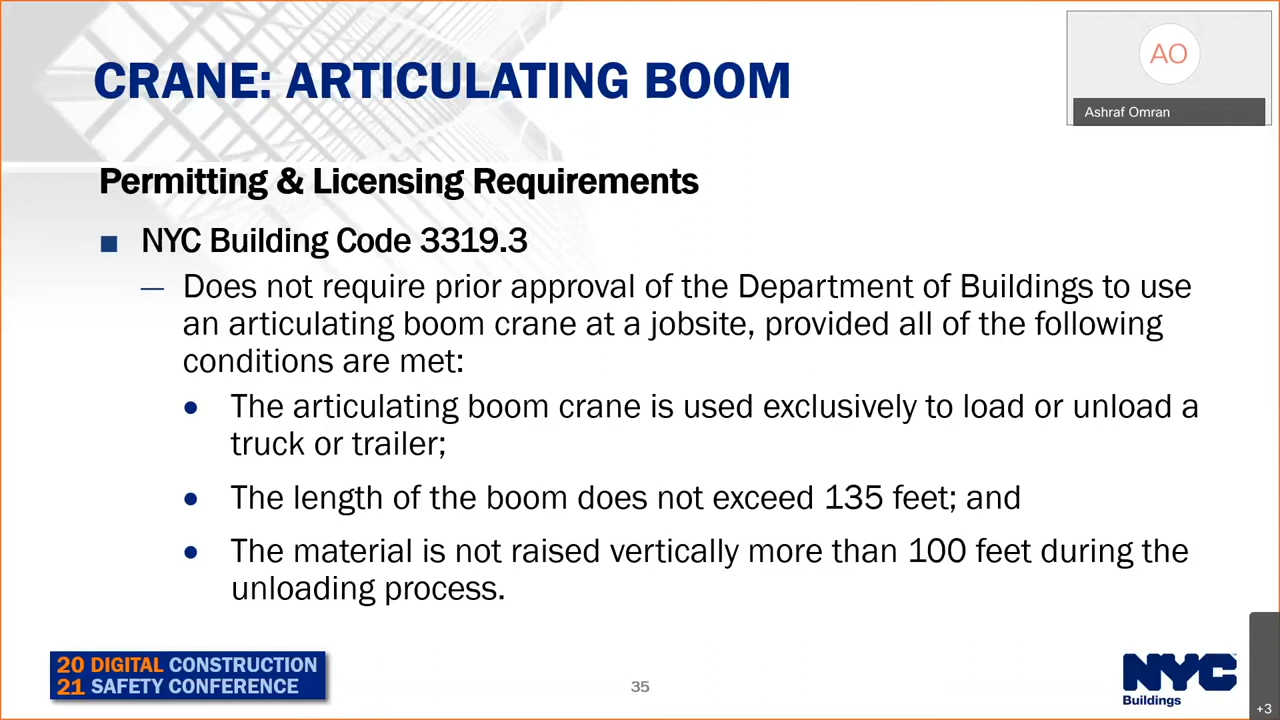 CRANE: ARTICULATING BOOM
AO
Ashraf Omran
Permitting & Licensing Requirements
■ NYC Building Code 3319.3
— Does not require prior approval of the Department of Buildings to use
an articulating boom crane at a jobsite, provided all of the following
conditions are met:
• The articulating boom crane is used exclusively to load or unload a
truck or trailer;
• The length of the boom does not exceed 135 feet; and
• The material is not raised vertically more than 100 feet during the
unloading process.
20 DIGITAL CONSTRUCTION
21 SAFETY CONFERENCE
35
NYC
Buildings
+3